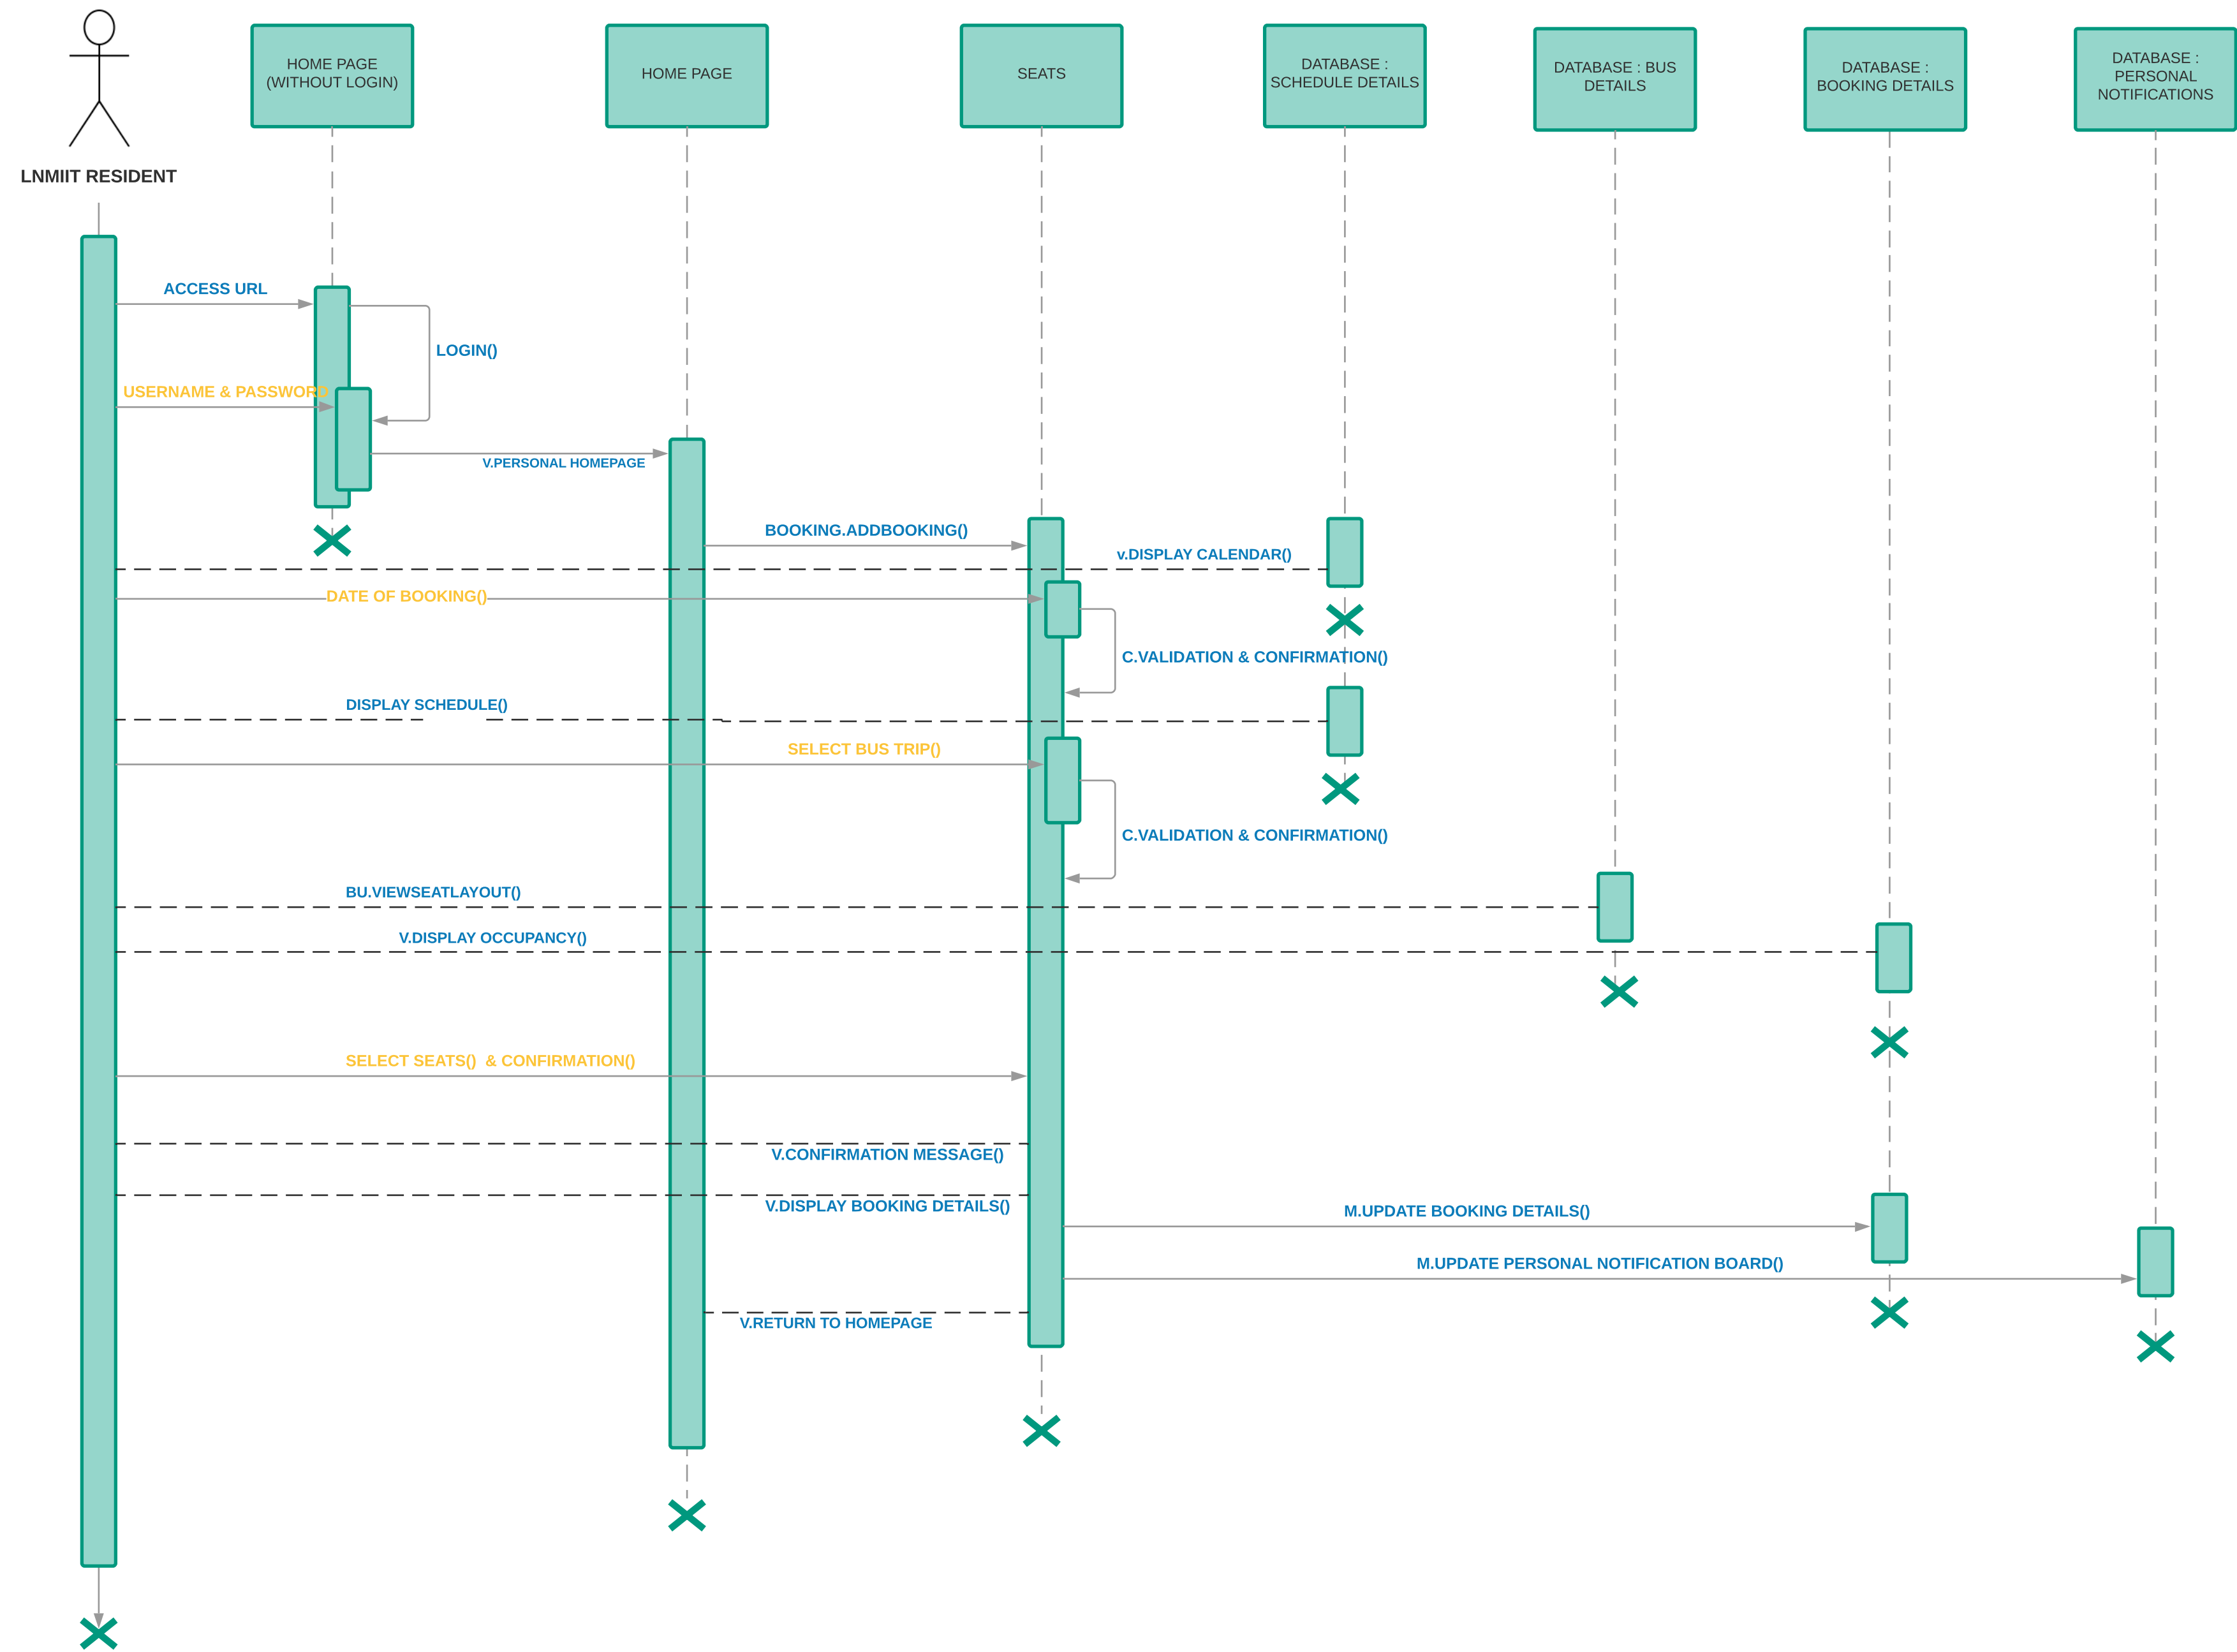 HOME PAGE
(WITHOUT LOGIN)
HOME PAGE
SEATS
DATABASE :
SCHEDULE DETAILS
DATABASE : BUS
DETAILS
DATABASE :
BOOKING DETAILS
DATABASE :
PERSONAL
NOTIFICATIONS
LNMIIT RESIDENT
ACCESS URL
LOGIN()
USERNAME & PASSWORD
V.PERSONAL HOMEPAGE
BOOKING.ADDBOOKING()
v.DISPLAY CALENDAR()
DATE OF BOOKING()
C.VALIDATION & CONFIRMATION()
DISPLAY SCHEDULE()
SELECT BUS TRIP()
C.VALIDATION & CONFIRMATION()
BU.VIEWSEATLAYOUT()
V.DISPLAY OCCUPANCY()
SELECT SEATS()  & CONFIRMATION()
V.CONFIRMATION MESSAGE()
V.DISPLAY BOOKING DETAILS()
M.UPDATE BOOKING DETAILS()
M.UPDATE PERSONAL NOTIFICATION BOARD()
V.RETURN TO HOMEPAGE